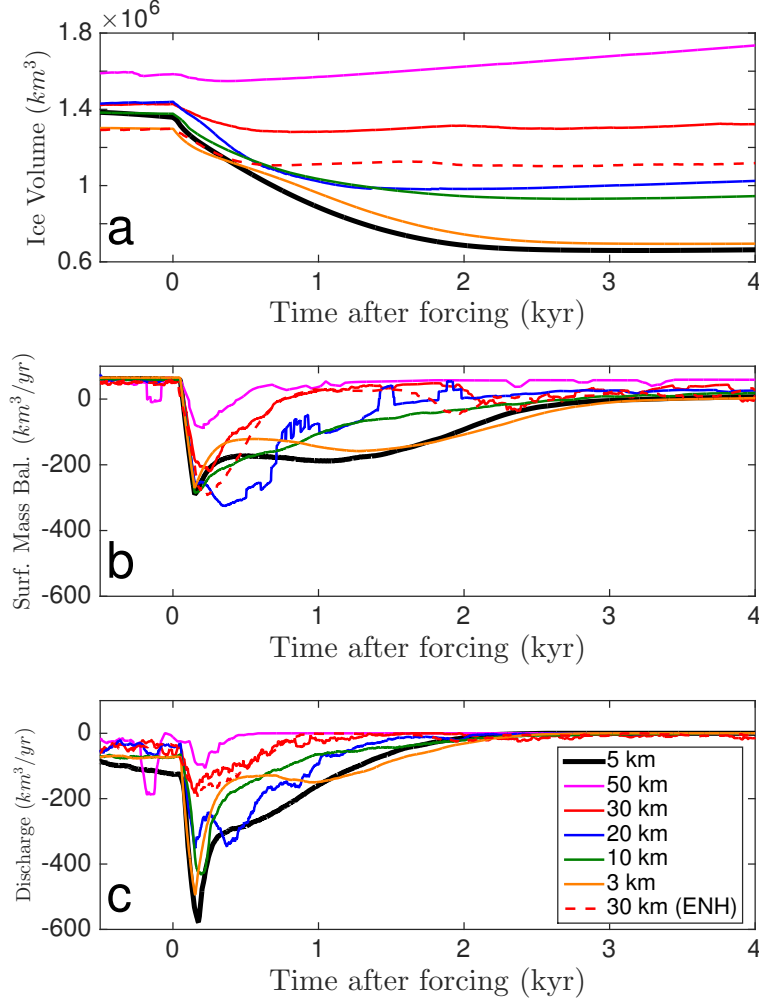 ×10⁶
1.8
1.4
1
0.6
Ice Volume (km³)
a
0 1 2 3 4
Time after forcing (kyr)
0
-200
-400
-600
Surf. Mass Bal. (km³/yr)
b
0 1 2 3 4
Time after forcing (kyr)
0
-200
-400
-600
Discharge (km³/yr)
c
5 km
50 km
30 km
20 km
10 km
3 km
30 km (ENH)
0 1 2 3 4
Time after forcing (kyr)